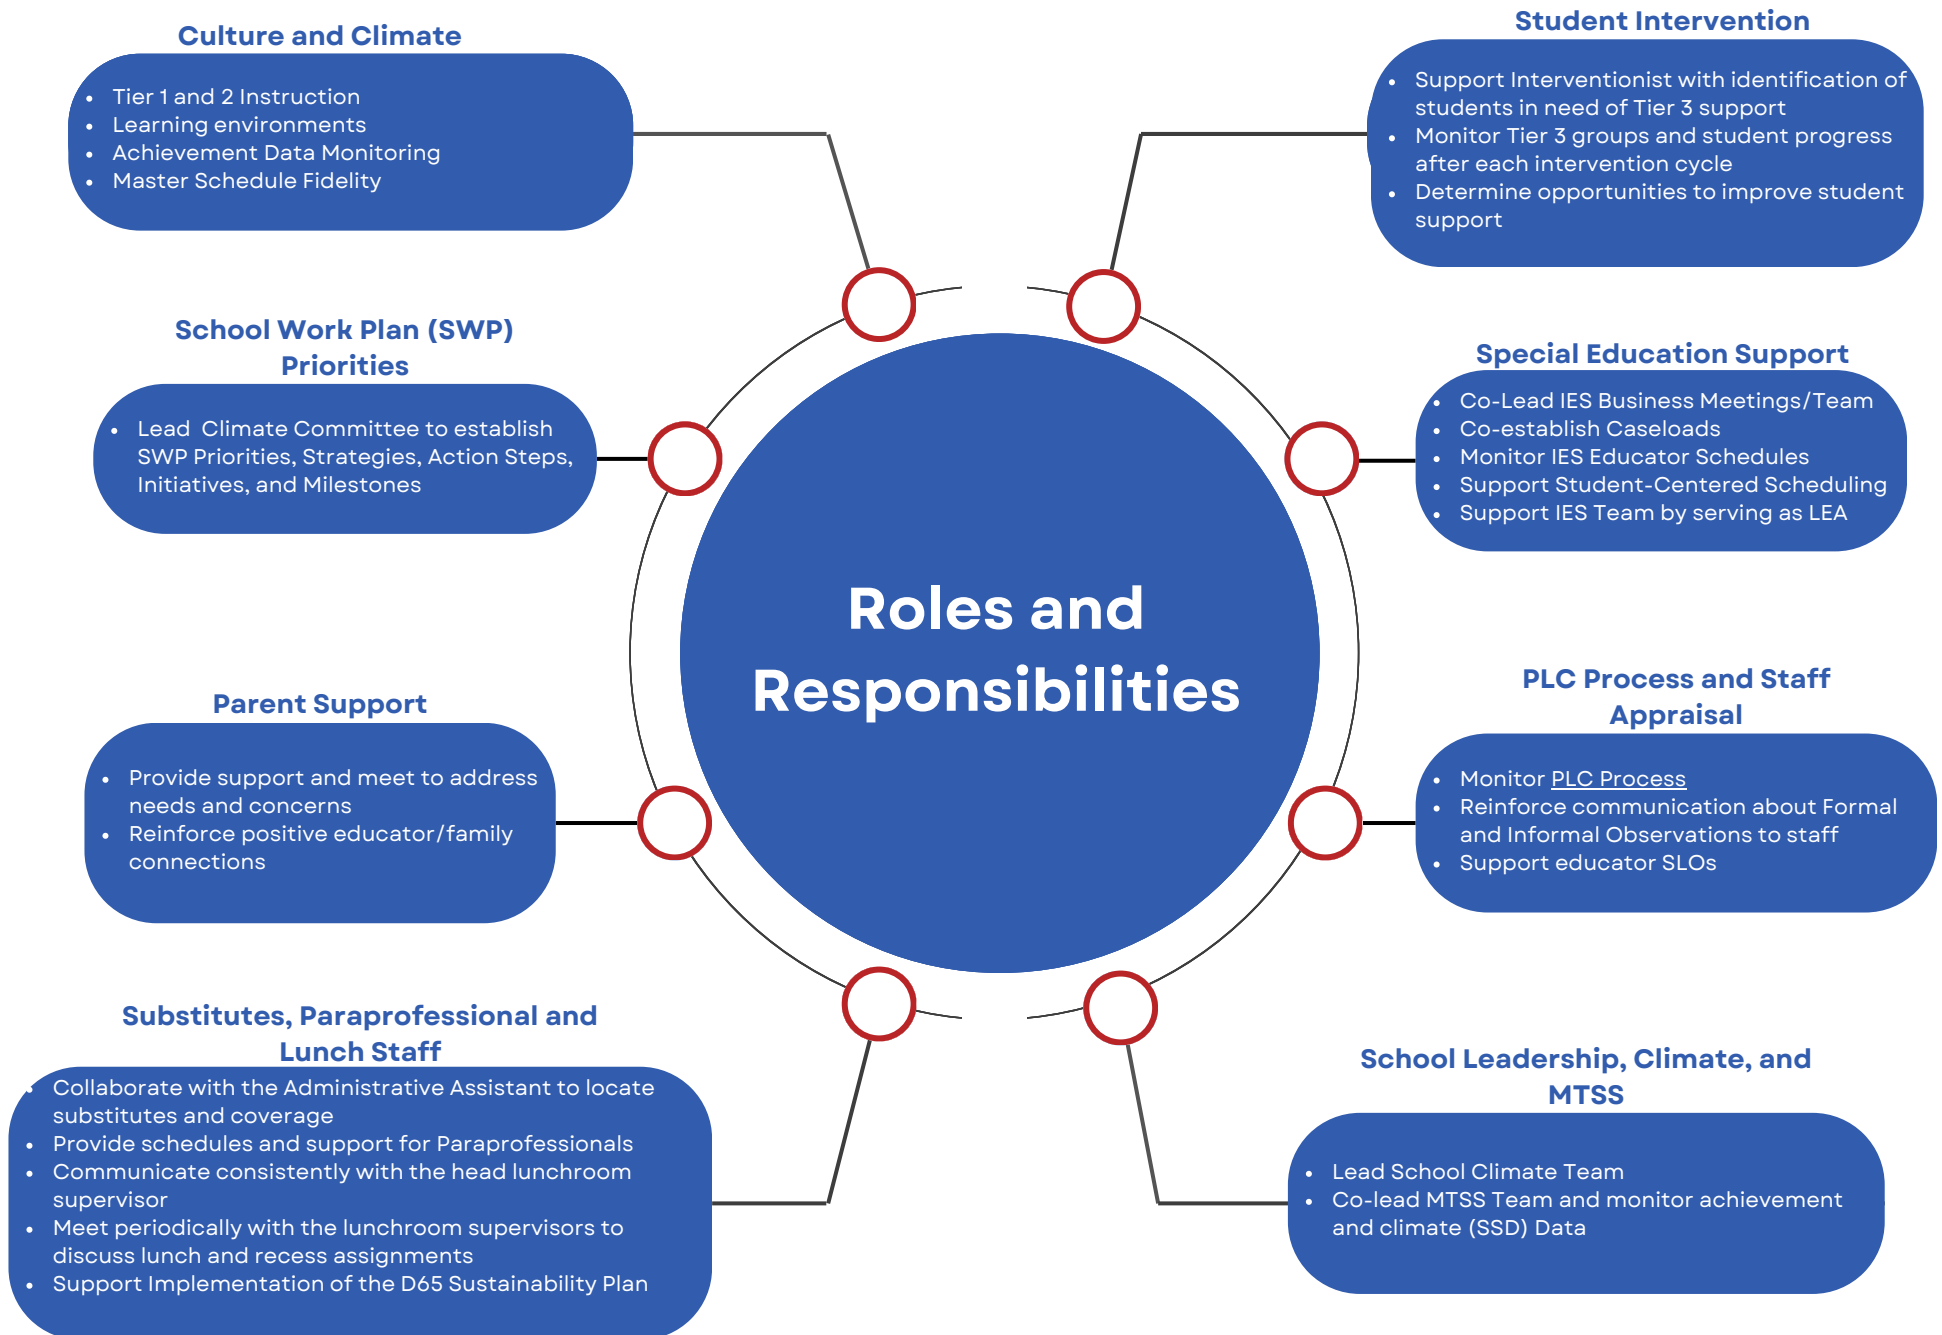 Culture and Climate
• Tier 1 and 2 Instruction
• Learning environments
• Achievement Data Monitoring
• Master Schedule Fidelity
School Work Plan (SWP)
Priorities
• Lead  Climate Committee to establish
SWP Priorities, Strategies, Action Steps,
Initiatives, and Milestones
Parent Support
• Provide support and meet to address
needs and concerns
• Reinforce positive educator/family
connections
Substitutes, Paraprofessional and
Lunch Staff
• Collaborate with the Administrative Assistant to locate
substitutes and coverage
• Provide schedules and support for Paraprofessionals
• Communicate consistently with the head lunchroom
supervisor
• Meet periodically with the lunchroom supervisors to
discuss lunch and recess assignments
• Support Implementation of the D65 Sustainability Plan
Roles and
Responsibilities
Student Intervention
• Support Interventionist with identification of
students in need of Tier 3 support
• Monitor Tier 3 groups and student progress
after each intervention cycle
• Determine opportunities to improve student
support
Special Education Support
• Co-Lead IES Business Meetings/Team
• Co-establish Caseloads
• Monitor IES Educator Schedules
• Support Student-Centered Scheduling
• Support IES Team by serving as LEA
PLC Process and Staff
Appraisal
• Monitor PLC Process
• Reinforce communication about Formal
and Informal Observations to staff
• Support educator SLOs
School Leadership, Climate, and
MTSS
• Lead School Climate Team
• Co-lead MTSS Team and monitor achievement
and climate (SSD) Data